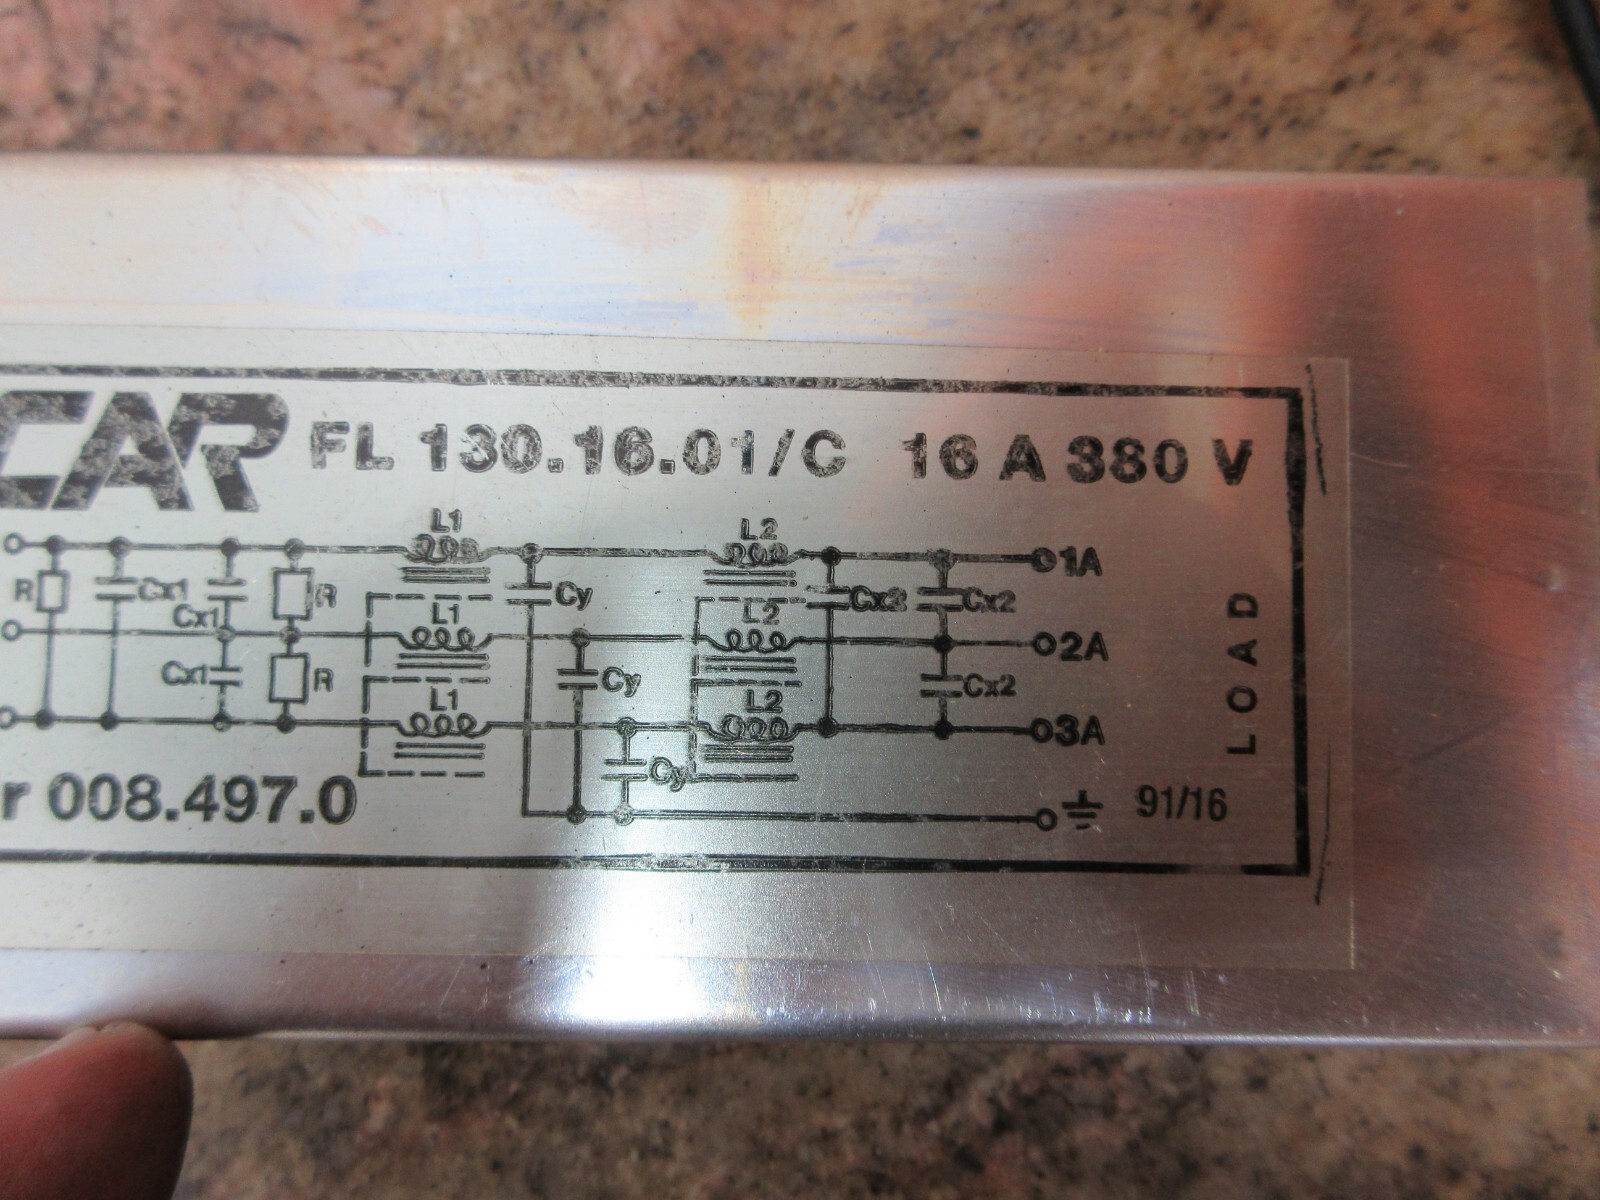 CAR FL 130.16.01/C 16 A 380 V
L1 L2
1A
R Cx1 R Cy Cx2 Cx2
Cx1 L1 L2
2A
Cx1 R Cy Cx2
L1 L2
3A
Cy
r 008.497.0
91/16
LOAD